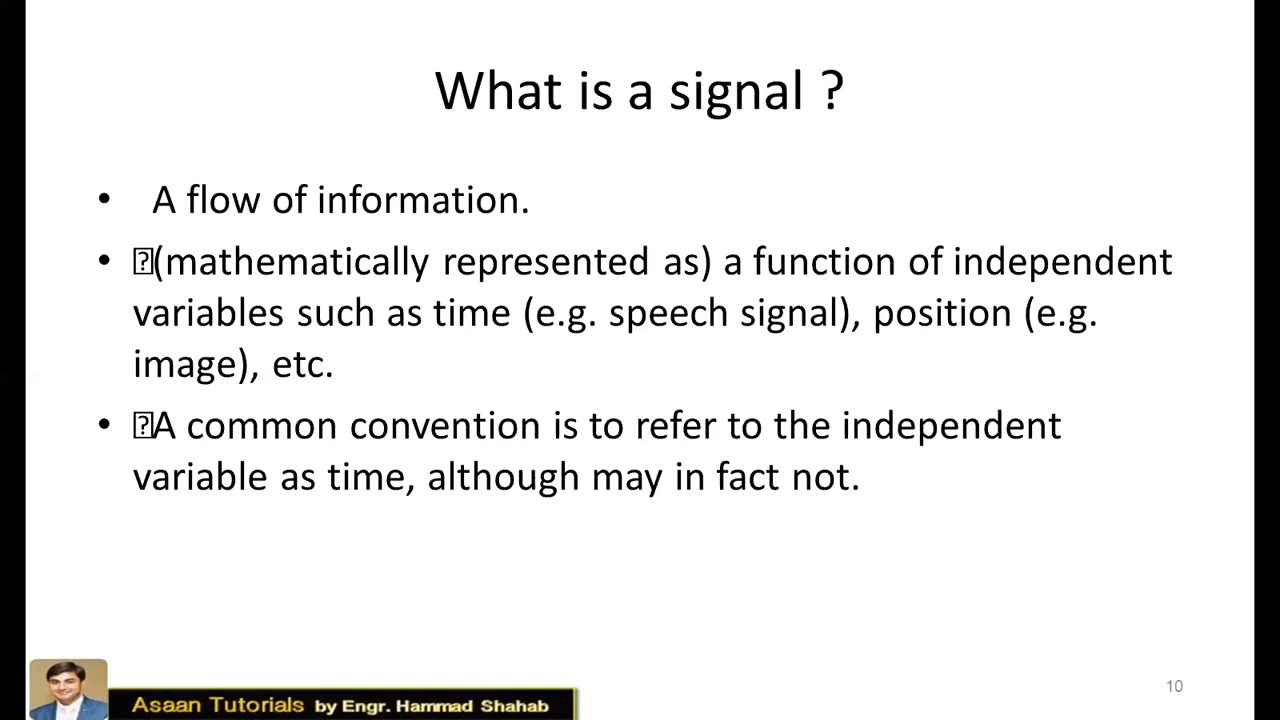 What is a signal ?
• A flow of information.
• (mathematically represented as) a function of independent
variables such as time (e.g. speech signal), position (e.g.
image), etc.
• A common convention is to refer to the independent
variable as time, although may in fact not.
10
Asaan Tutorials by Engr. Hammad Shahab